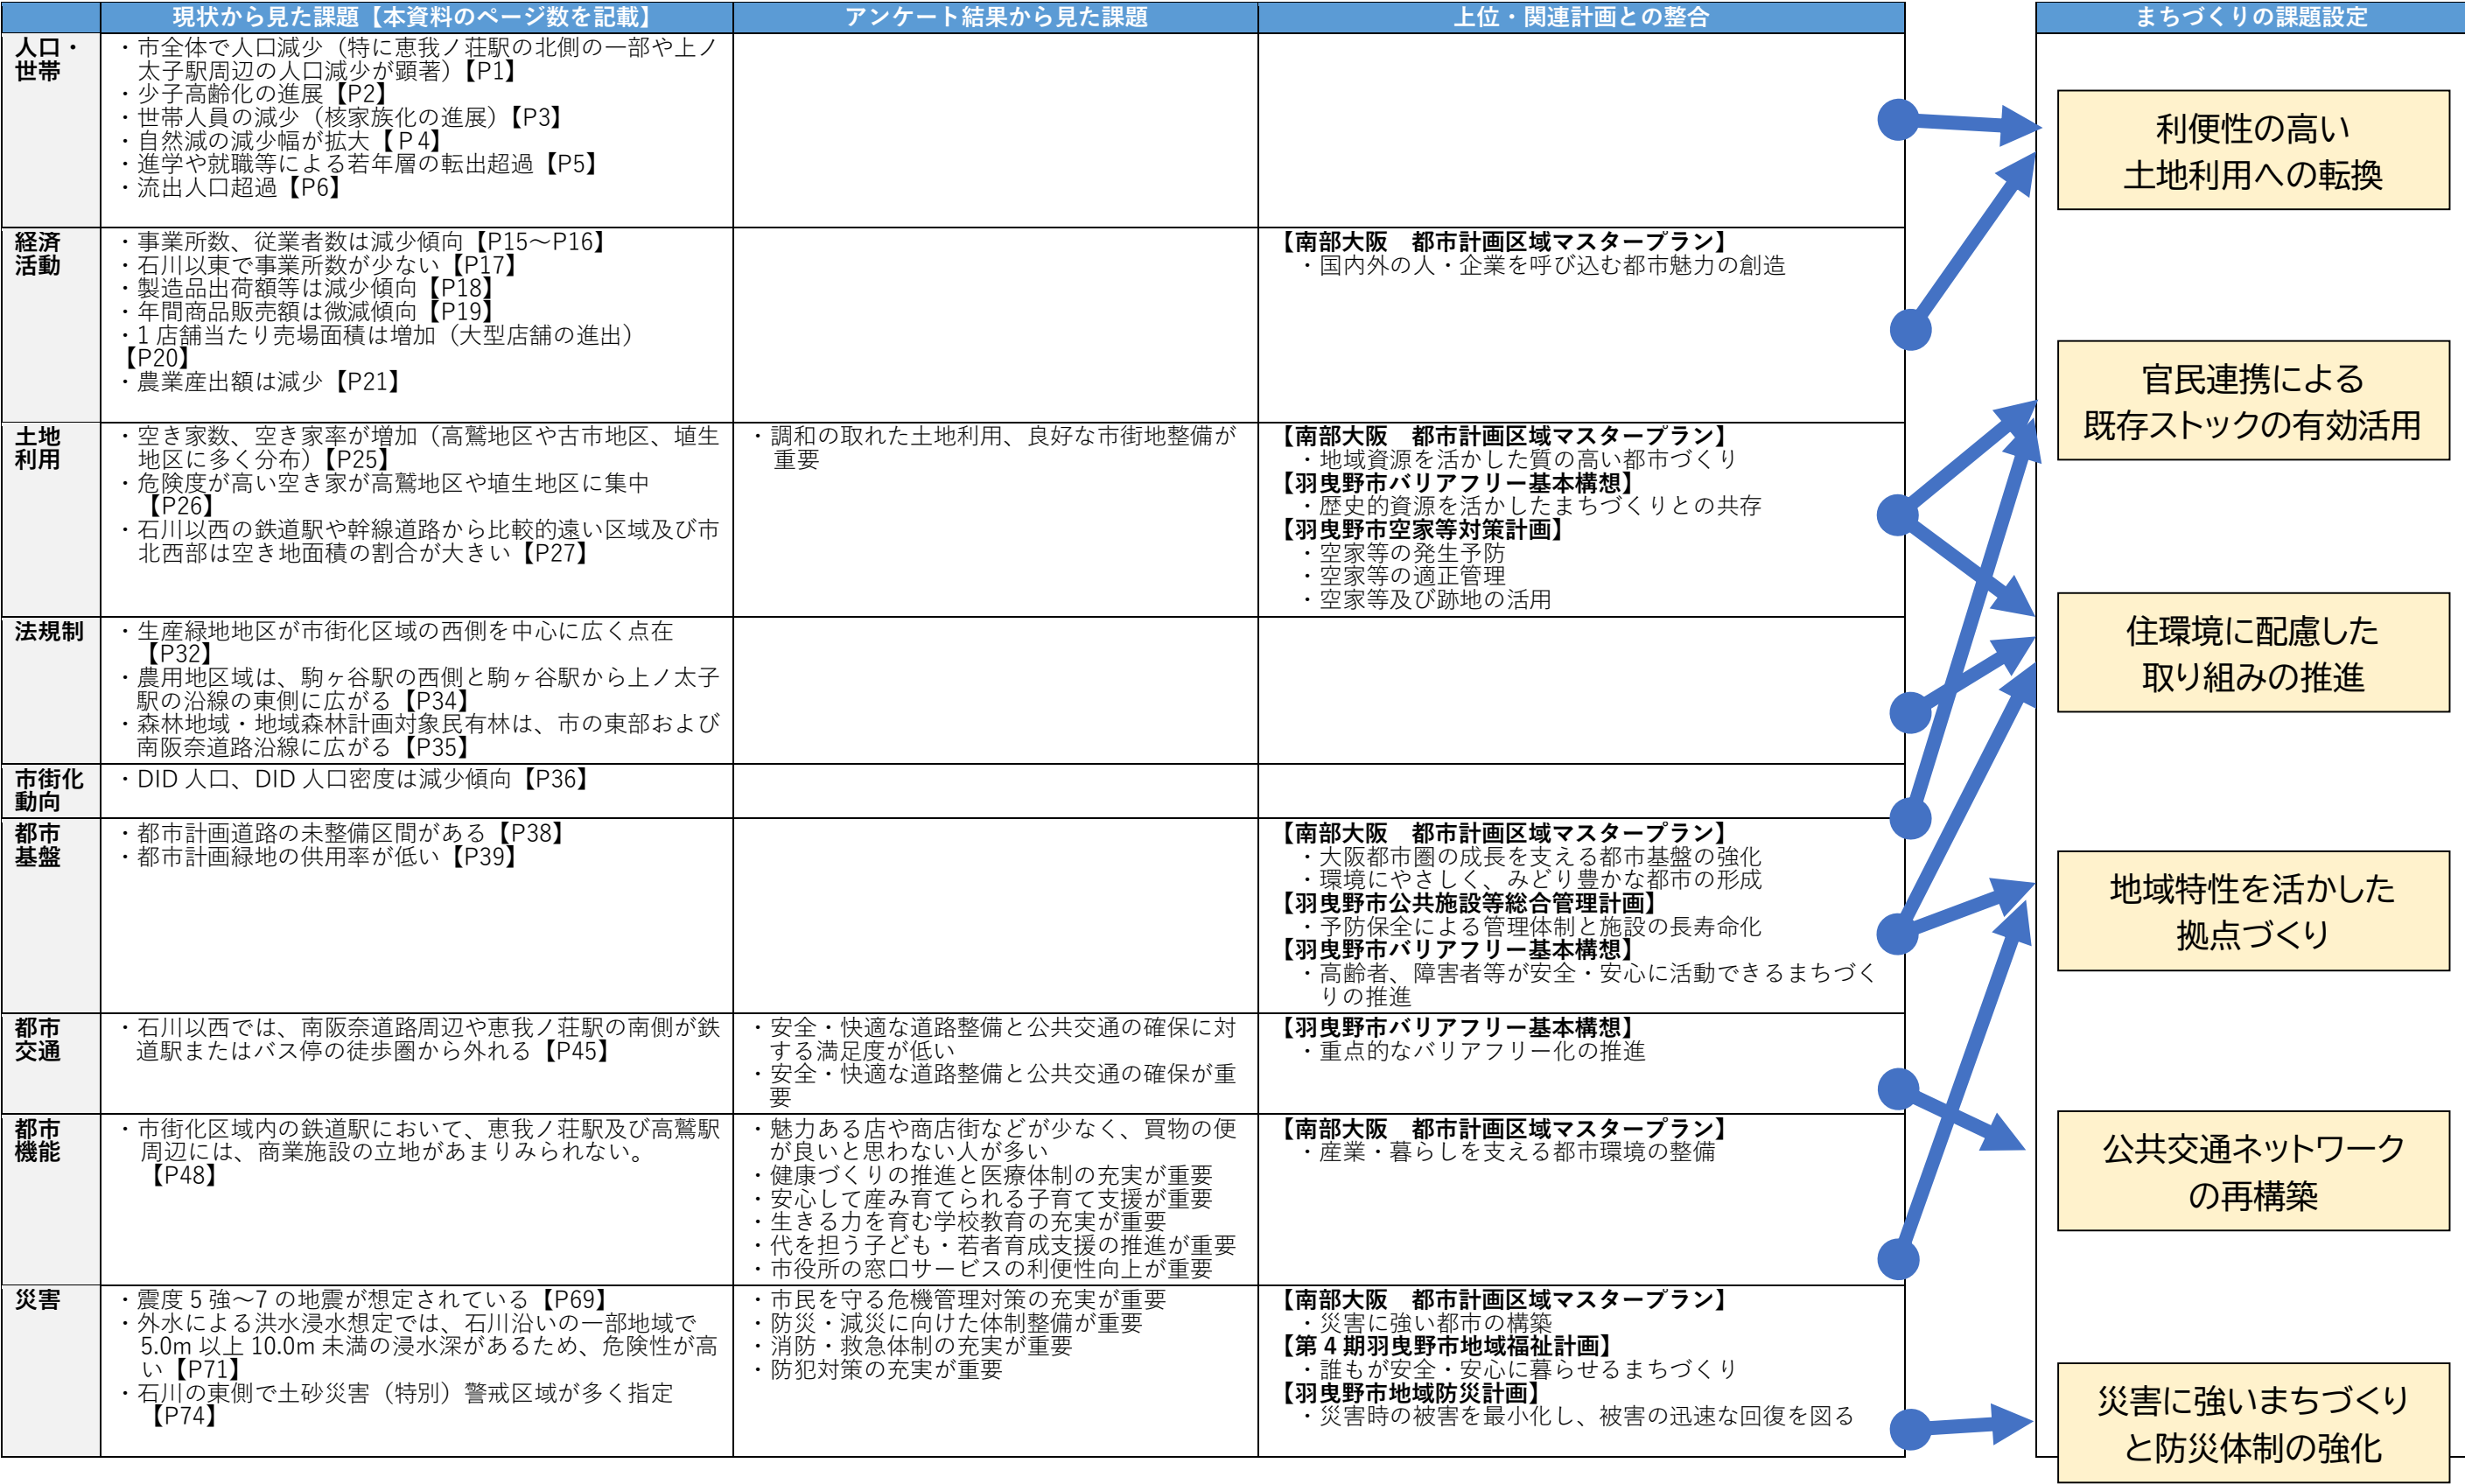 現状から見た課題【本資料のページ数を記載】
アンケート結果から見た課題
上位・関連計画との整合
まちづくりの課題設定
人口・
世帯
・市全体で人口減少（特に恵我ノ荘駅の北側の一部や上ノ
太子駅周辺の人口減少が顕著）【P1】
・少子高齢化の進展【P2】
・世帯人員の減少（核家族化の進展）【P3】
・自然減の減少幅が拡大【Ｐ4】
・進学や就職等による若年層の転出超過【P5】
・流出人口超過【P6】
経済
活動
・事業所数、従業者数は減少傾向【P15～P16】
・石川以東で事業所数が少ない【P17】
・製造品出荷額等は減少傾向【P18】
・年間商品販売額は微減傾向【P19】
・1 店舗当たり売場面積は増加（大型店舗の進出）
【P20】
・農業産出額は減少【P21】
【南部大阪　都市計画区域マスタープラン】
・国内外の人・企業を呼び込む都市魅力の創造
土地
利用
・空き家数、空き家率が増加（高鷲地区や古市地区、埴生
地区に多く分布）【P25】
・危険度が高い空き家が高鷲地区や埴生地区に集中
【P26】
・石川以西の鉄道駅や幹線道路から比較的遠い区域及び市
北西部は空き地面積の割合が大きい【P27】
・調和の取れた土地利用、良好な市街地整備が
重要
【南部大阪　都市計画区域マスタープラン】
・地域資源を活かした質の高い都市づくり
【羽曳野市バリアフリー基本構想】
・歴史的資源を活かしたまちづくりとの共存
【羽曳野市空家等対策計画】
・空家等の発生予防
・空家等の適正管理
・空家等及び跡地の活用
法規制
・生産緑地地区が市街化区域の西側を中心に広く点在
【P32】
・農用地区域は、駒ヶ谷駅の西側と駒ヶ谷駅から上ノ太子
駅の沿線の東側に広がる【P34】
・森林地域・地域森林計画対象民有林は、市の東部および
南阪奈道路沿線に広がる【P35】
市街化
動向
・DID 人口、DID 人口密度は減少傾向【P36】
都市
基盤
・都市計画道路の未整備区間がある【P38】
・都市計画緑地の供用率が低い【P39】
【南部大阪　都市計画区域マスタープラン】
・大阪都市圏の成長を支える都市基盤の強化
・環境にやさしく、みどり豊かな都市の形成
【羽曳野市公共施設等総合管理計画】
・予防保全による管理体制と施設の長寿命化
【羽曳野市バリアフリー基本構想】
・高齢者、障害者等が安全・安心に活動できるまちづく
りの推進
都市
交通
・石川以西では、南阪奈道路周辺や恵我ノ荘駅の南側が鉄
道駅またはバス停の徒歩圏から外れる【P45】
・安全・快適な道路整備と公共交通の確保に対
する満足度が低い
・安全・快適な道路整備と公共交通の確保が重
要
【羽曳野市バリアフリー基本構想】
・重点的なバリアフリー化の推進
都市
機能
・市街化区域内の鉄道駅において、恵我ノ荘駅及び高鷲駅
周辺には、商業施設の立地があまりみられない。
【P48】
・魅力ある店や商店街などが少なく、買物の便
が良いと思わない人が多い
・健康づくりの推進と医療体制の充実が重要
・安心して産み育てられる子育て支援が重要
・生きる力を育む学校教育の充実が重要
・代を担う子ども・若者育成支援の推進が重要
・市役所の窓口サービスの利便性向上が重要
【南部大阪　都市計画区域マスタープラン】
・産業・暮らしを支える都市環境の整備
災害
・震度 5 強～7 の地震が想定されている【P69】
・外水による洪水浸水想定では、石川沿いの一部地域で
5.0m 以上 10.0m 未満の浸水深があるため、危険性が高
い【P71】
・石川の東側で土砂災害（特別）警戒区域が多く指定
【P74】
・市民を守る危機管理対策の充実が重要
・防災・減災に向けた体制整備が重要
・消防・救急体制の充実が重要
・防犯対策の充実が重要
【南部大阪　都市計画区域マスタープラン】
・災害に強い都市の構築
【第 4 期羽曳野市地域福祉計画】
・誰もが安全・安心に暮らせるまちづくり
【羽曳野市地域防災計画】
・災害時の被害を最小化し、被害の迅速な回復を図る
利便性の高い
土地利用への転換
官民連携による
既存ストックの有効活用
住環境に配慮した
取り組みの推進
地域特性を活かした
拠点づくり
公共交通ネットワーク
の再構築
災害に強いまちづくり
と防災体制の強化